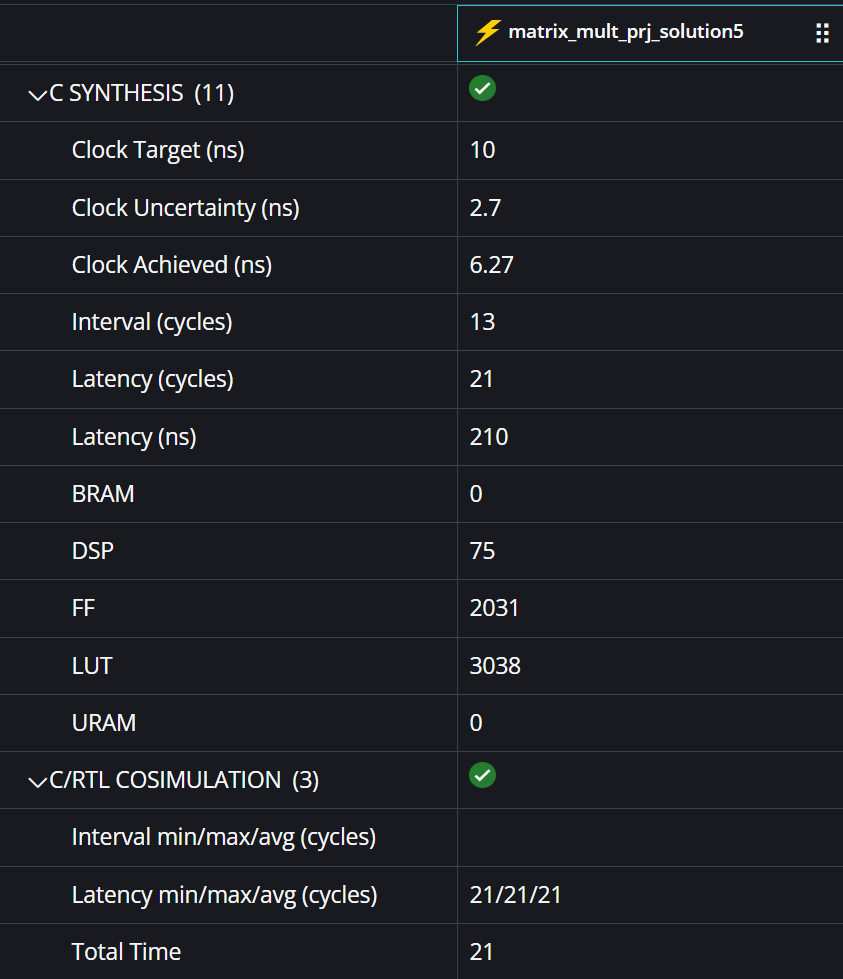 matrix_mult_prj_solution5
C SYNTHESIS (11)
Clock Target (ns) 10
Clock Uncertainty (ns) 2.7
Clock Achieved (ns) 6.27
Interval (cycles) 13
Latency (cycles) 21
Latency (ns) 210
BRAM 0
DSP 75
FF 2031
LUT 3038
URAM 0
C/RTL COSIMULATION (3)
Interval min/max/avg (cycles)
Latency min/max/avg (cycles) 21/21/21
Total Time 21